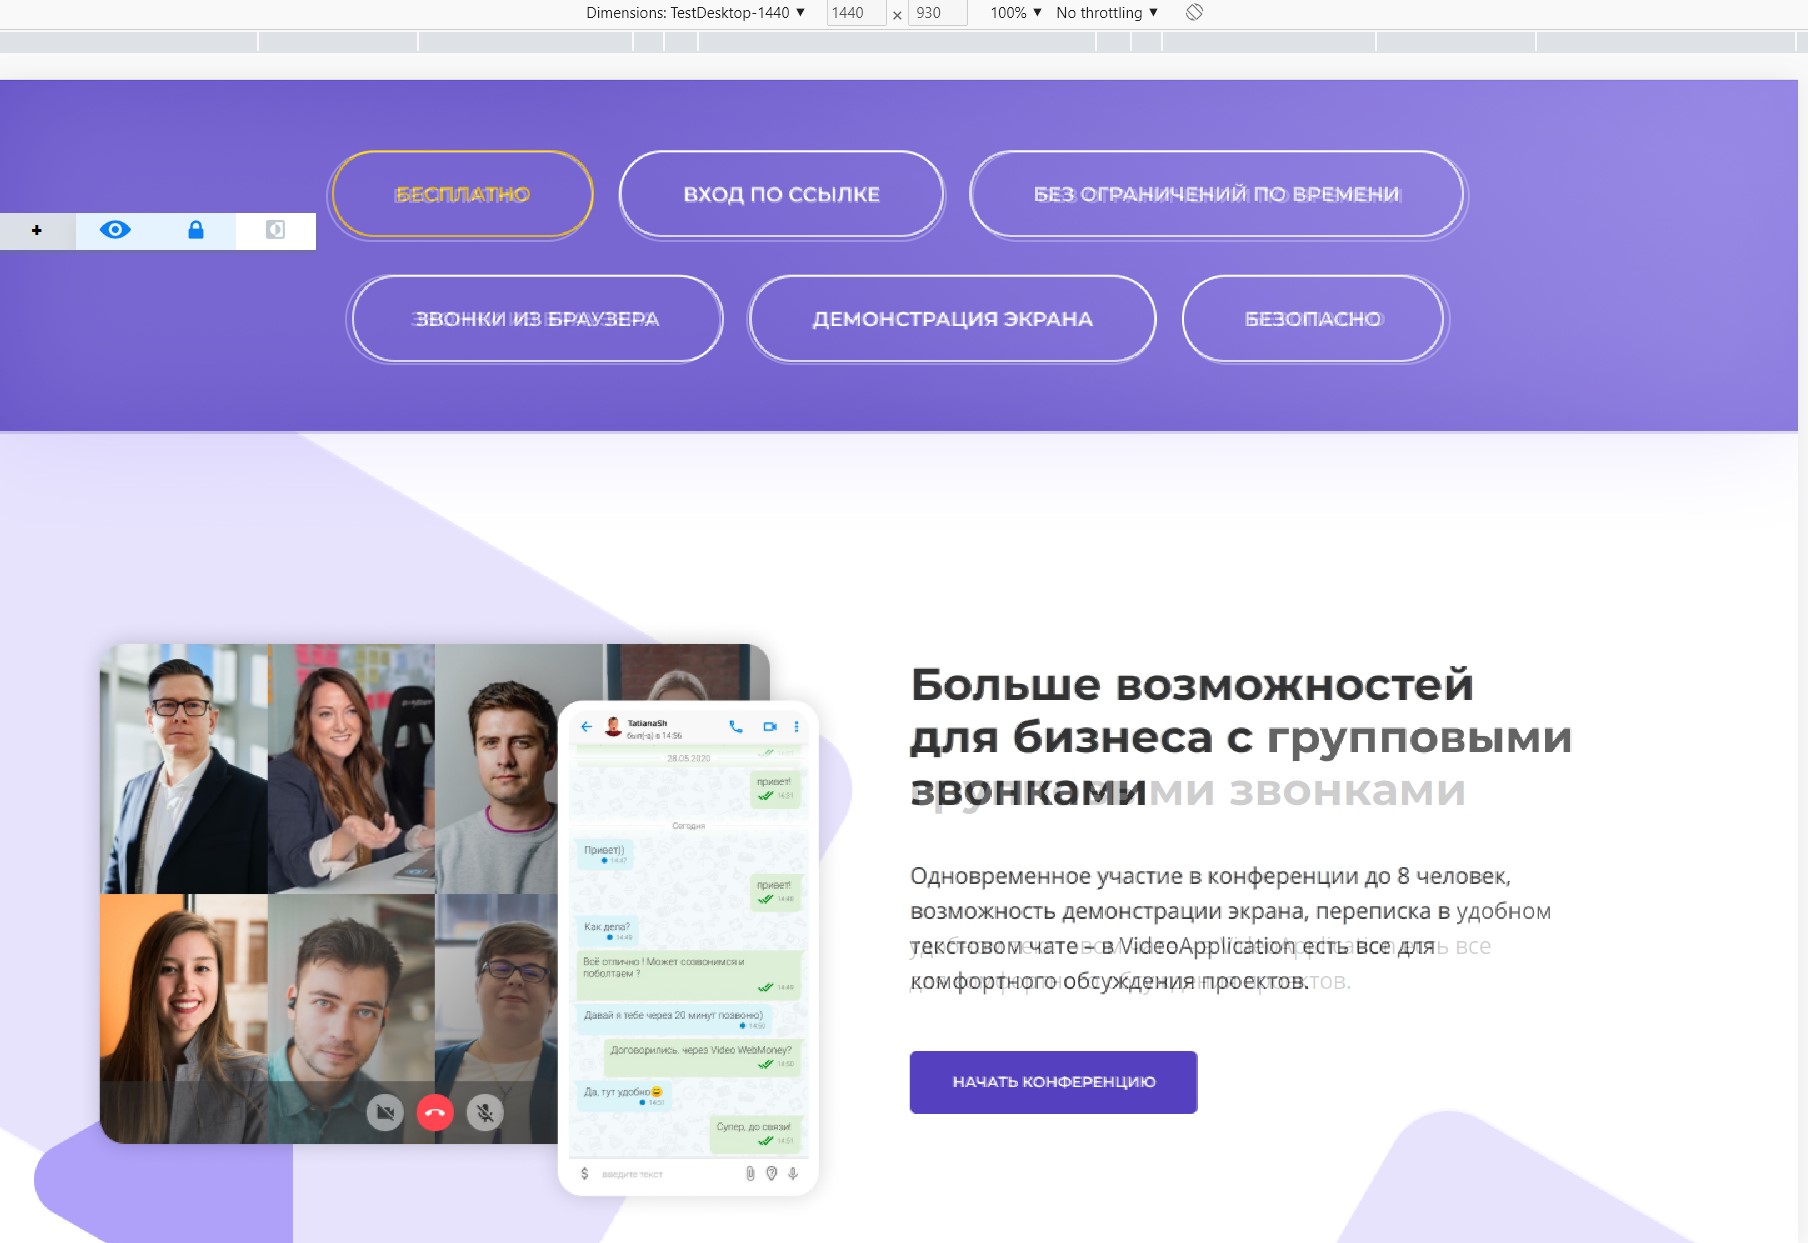 Dimensions: TestDesktop-1440 ▼ 1440 × 930 100% ▼ No throttling ▼
БЕСПЛАТНО ВХОД ПО ССЫЛКЕ БЕЗ ОГРАНИЧЕНИЙ ПО ВРЕМЕНИ
+
ЗВОНКИ ИЗ БРАУЗЕРА ДЕМОНСТРАЦИЯ ЭКРАНА БЕЗОПАСНО
TatianaSh
был(-а) в 14:56
28.05.2020
привет!
16:31
Сегодня
Привет))
14:47
привет!
14:48
Как дела?
14:49
Всё отлично ! Может созвонимся и
поболтаем ?
14:49
Давай я тебе через 20 минут позвоню)
14:50
Договорились. через Video WebMoney?
14:50
Да, тут удобно😄
14:51
Супер, до связи!
14:51
$ введите текст
Больше возможностей
для бизнеса с групповыми
звонками
групповыми звонками
Одновременное участие в конференции до 8 человек,
возможность демонстрации экрана, переписка в удобном
текстовом чате – в VideoApplication есть все для
комфортного обсуждения проектов.
НАЧАТЬ КОНФЕРЕНЦИЮ